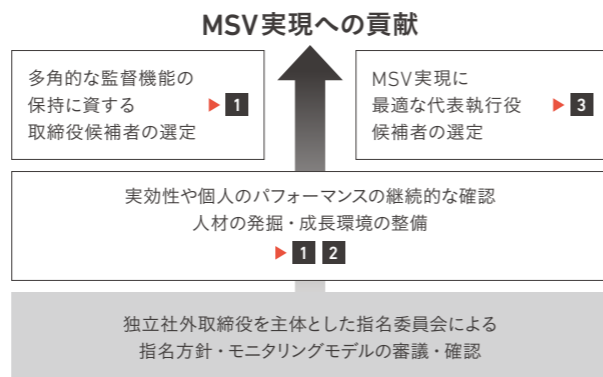 MSV実現への貢献
多角的な監督機能の
保持に資する
取締役候補者の選定
▶ 1
MSV実現に
最適な代表執行役
候補者の選定
▶ 3
実効性や個人のパフォーマンスの継続的な確認
人材の発掘・成長環境の整備
▶ 1 2
独立社外取締役を主体とした指名委員会による
指名方針・モニタリングモデルの審議・確認